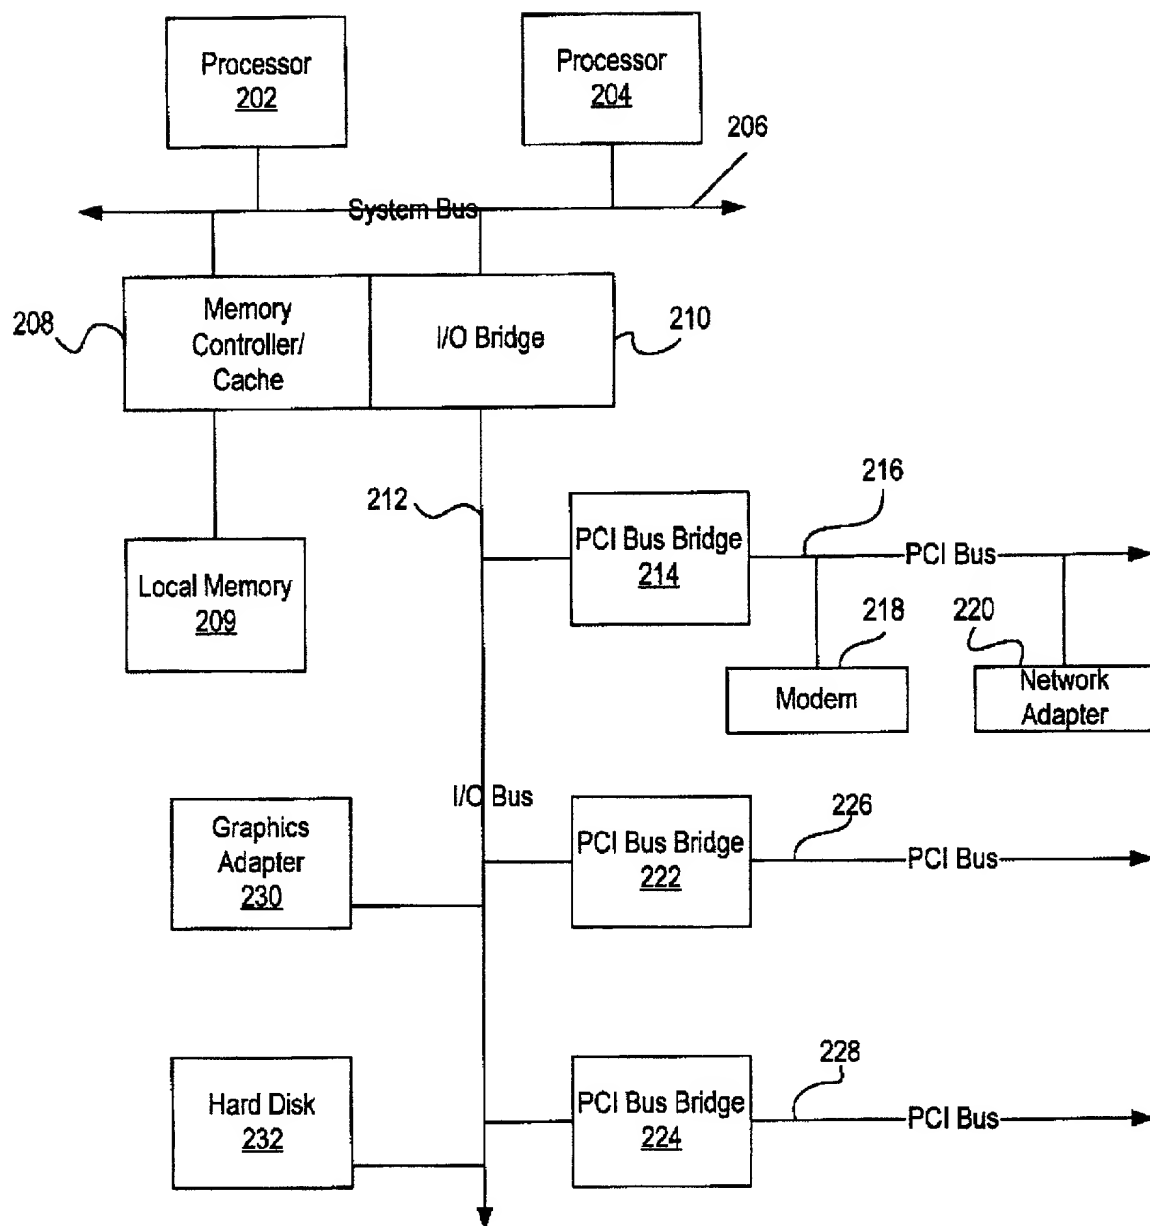 Processor
202
Processor
204
206
System Bus
208
Memory
Controller/
Cache
I/O Bridge
210
212
216
PCI Bus Bridge
214
PCI Bus
Local Memory
209
218
220
Modem
Network
Adapter
I/O Bus
226
Graphics
Adapter
230
PCI Bus Bridge
222
PCI Bus
228
Hard Disk
232
PCI Bus Bridge
224
PCI Bus